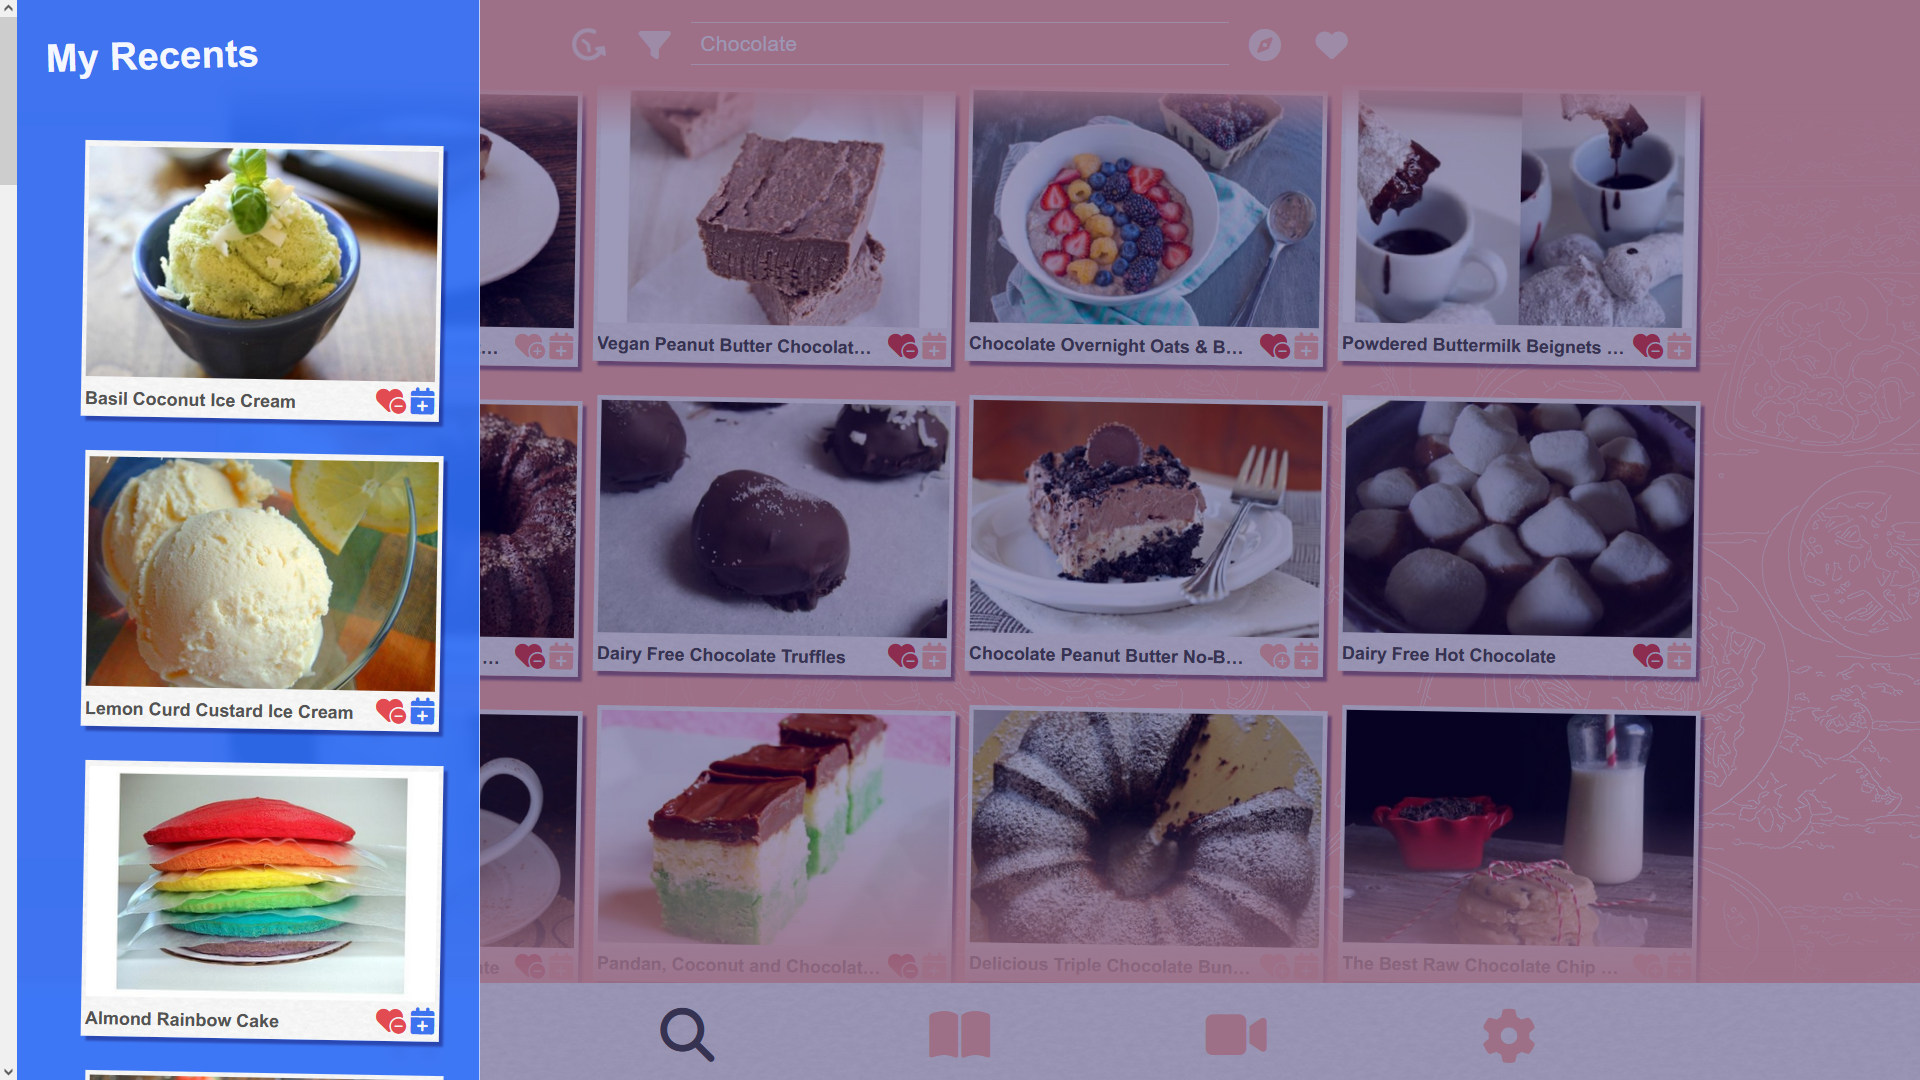 My Recents
Chocolate
Basil Coconut Ice Cream
Lemon Curd Custard Ice Cream
Almond Rainbow Cake
...
Vegan Peanut Butter Chocolat...
Chocolate Overnight Oats & B...
Powdered Buttermilk Beignets ...
...
Dairy Free Chocolate Truffles
Chocolate Peanut Butter No-B...
Dairy Free Hot Chocolate
te
Pandan, Coconut and Chocolat...
Delicious Triple Chocolate Bun...
The Best Raw Chocolate Chip ...